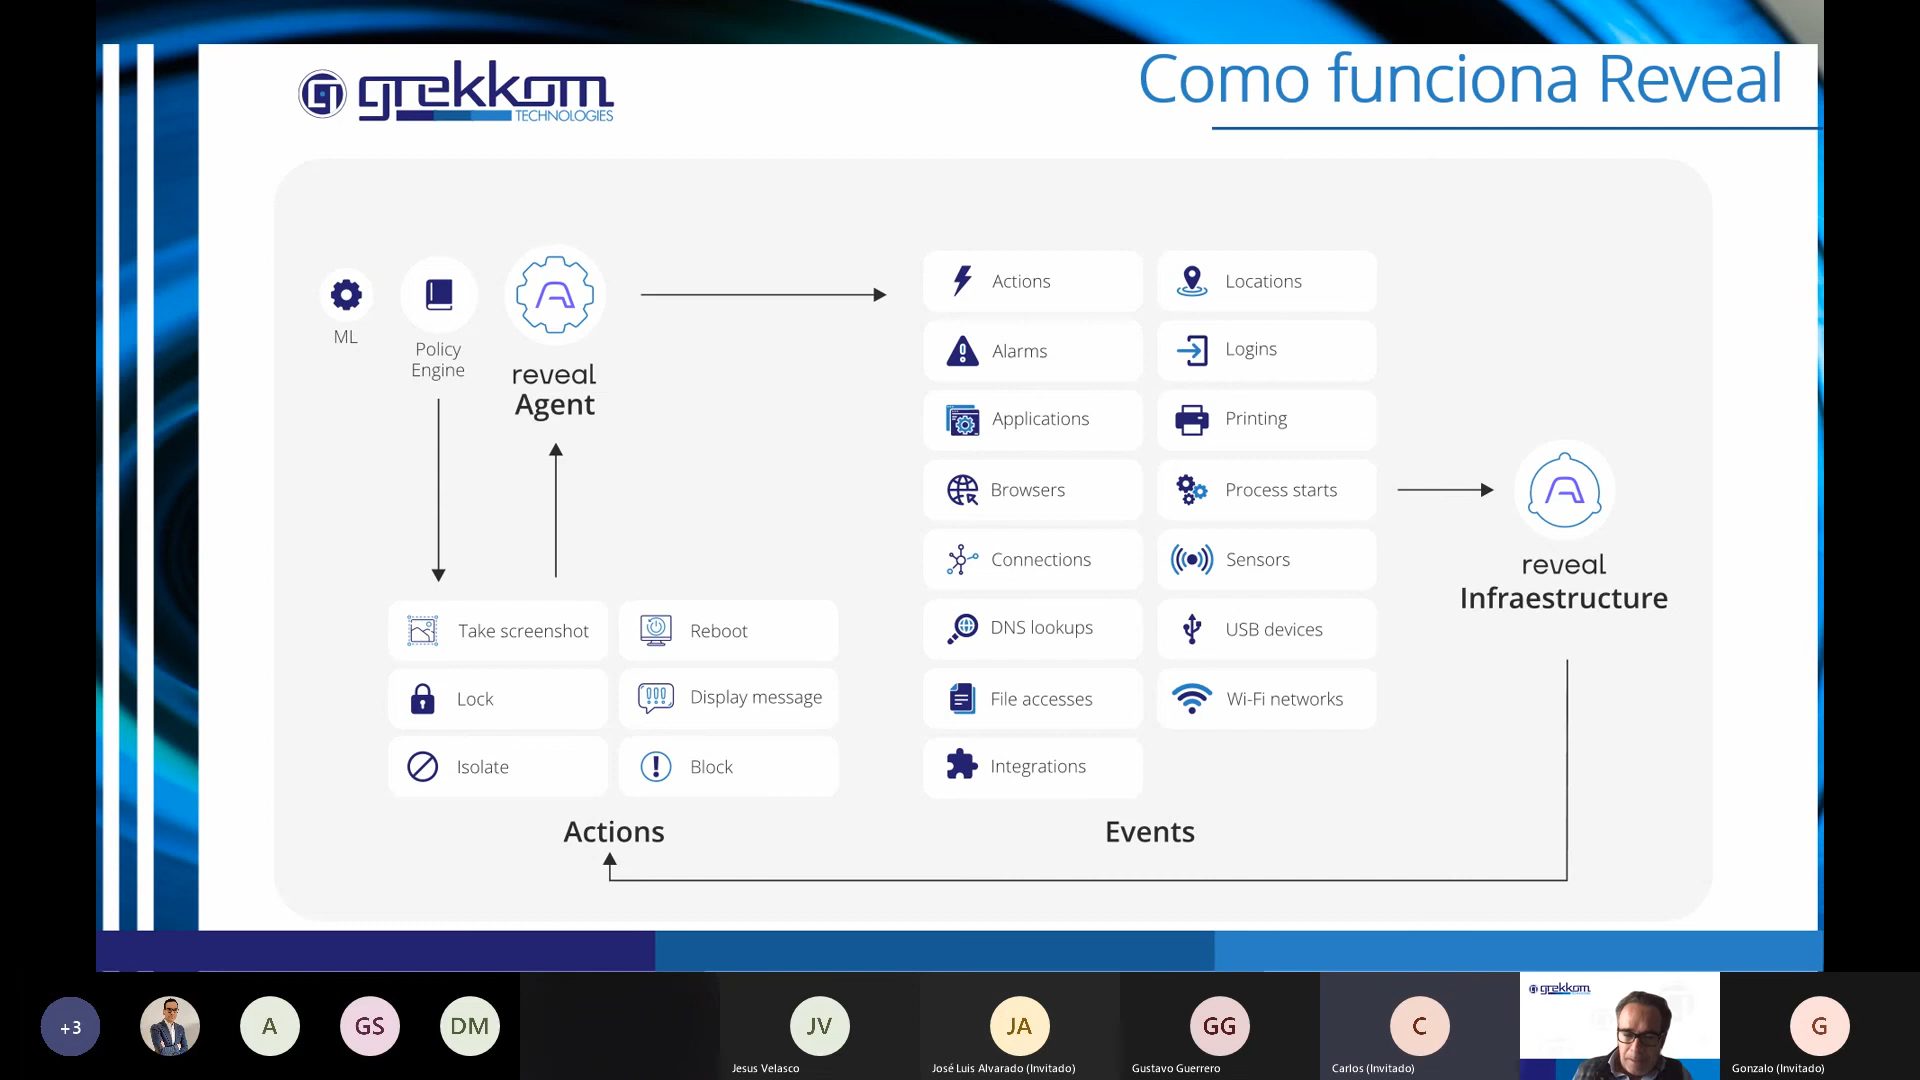 grekkom
TECHNOLOGIES
Como funciona Reveal
ML
Policy
Engine
reveal
Agent
Take screenshot
Reboot
Lock
Display message
Isolate
Block
Actions
Actions
Locations
Alarms
Logins
Applications
Printing
Browsers
Process starts
Connections
Sensors
DNS lookups
USB devices
File accesses
Wi-Fi networks
Integrations
Events
reveal
Infraestructure
+3
A
GS
DM
JV
Jesus Velasco
JA
José Luis Alvarado (Invitado)
GG
Gustavo Guerrero
C
Carlos (Invitado)
grekkom
G
Gonzalo (Invitado)